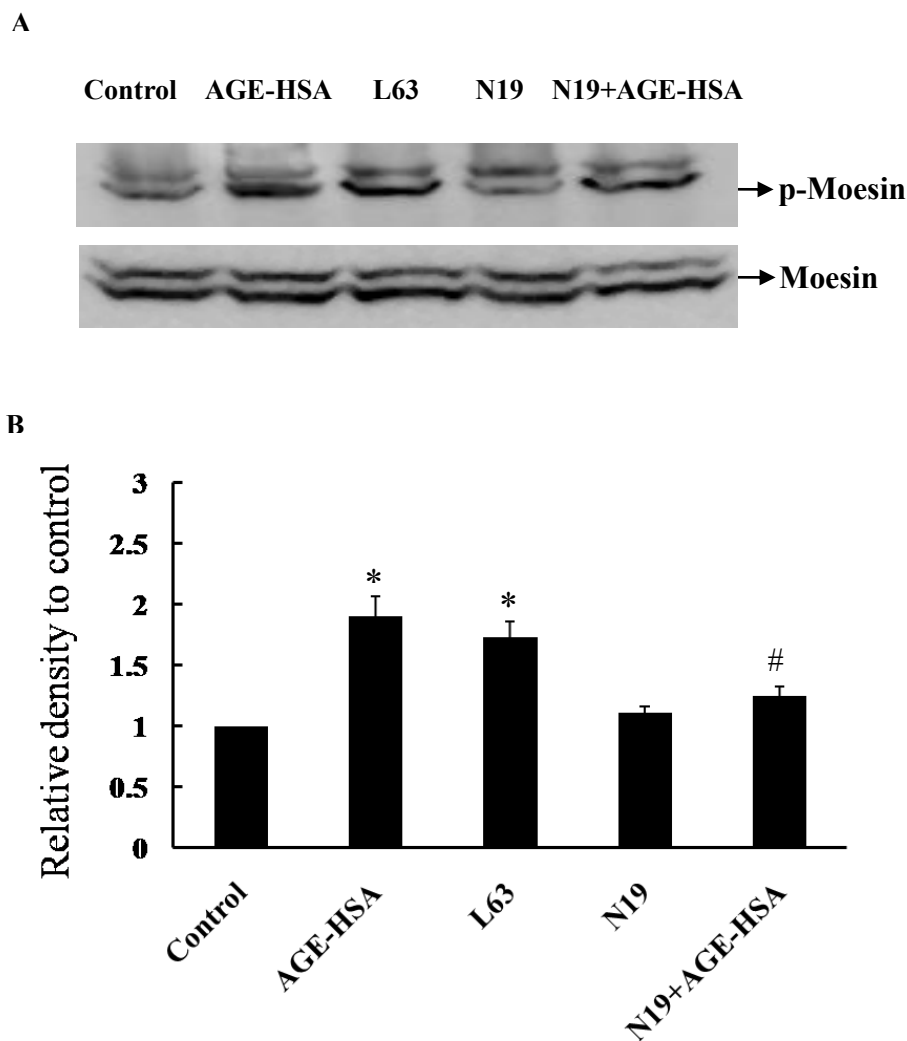 A
Control AGE-HSA L63 N19 N19+AGE-HSA
p-Moesin
Moesin
B
Relative density to control
3
2.5
2
1.5
1
0.5
0
*
*
#
Control
AGE-HSA
L63
N19
N19+AGE-HSA